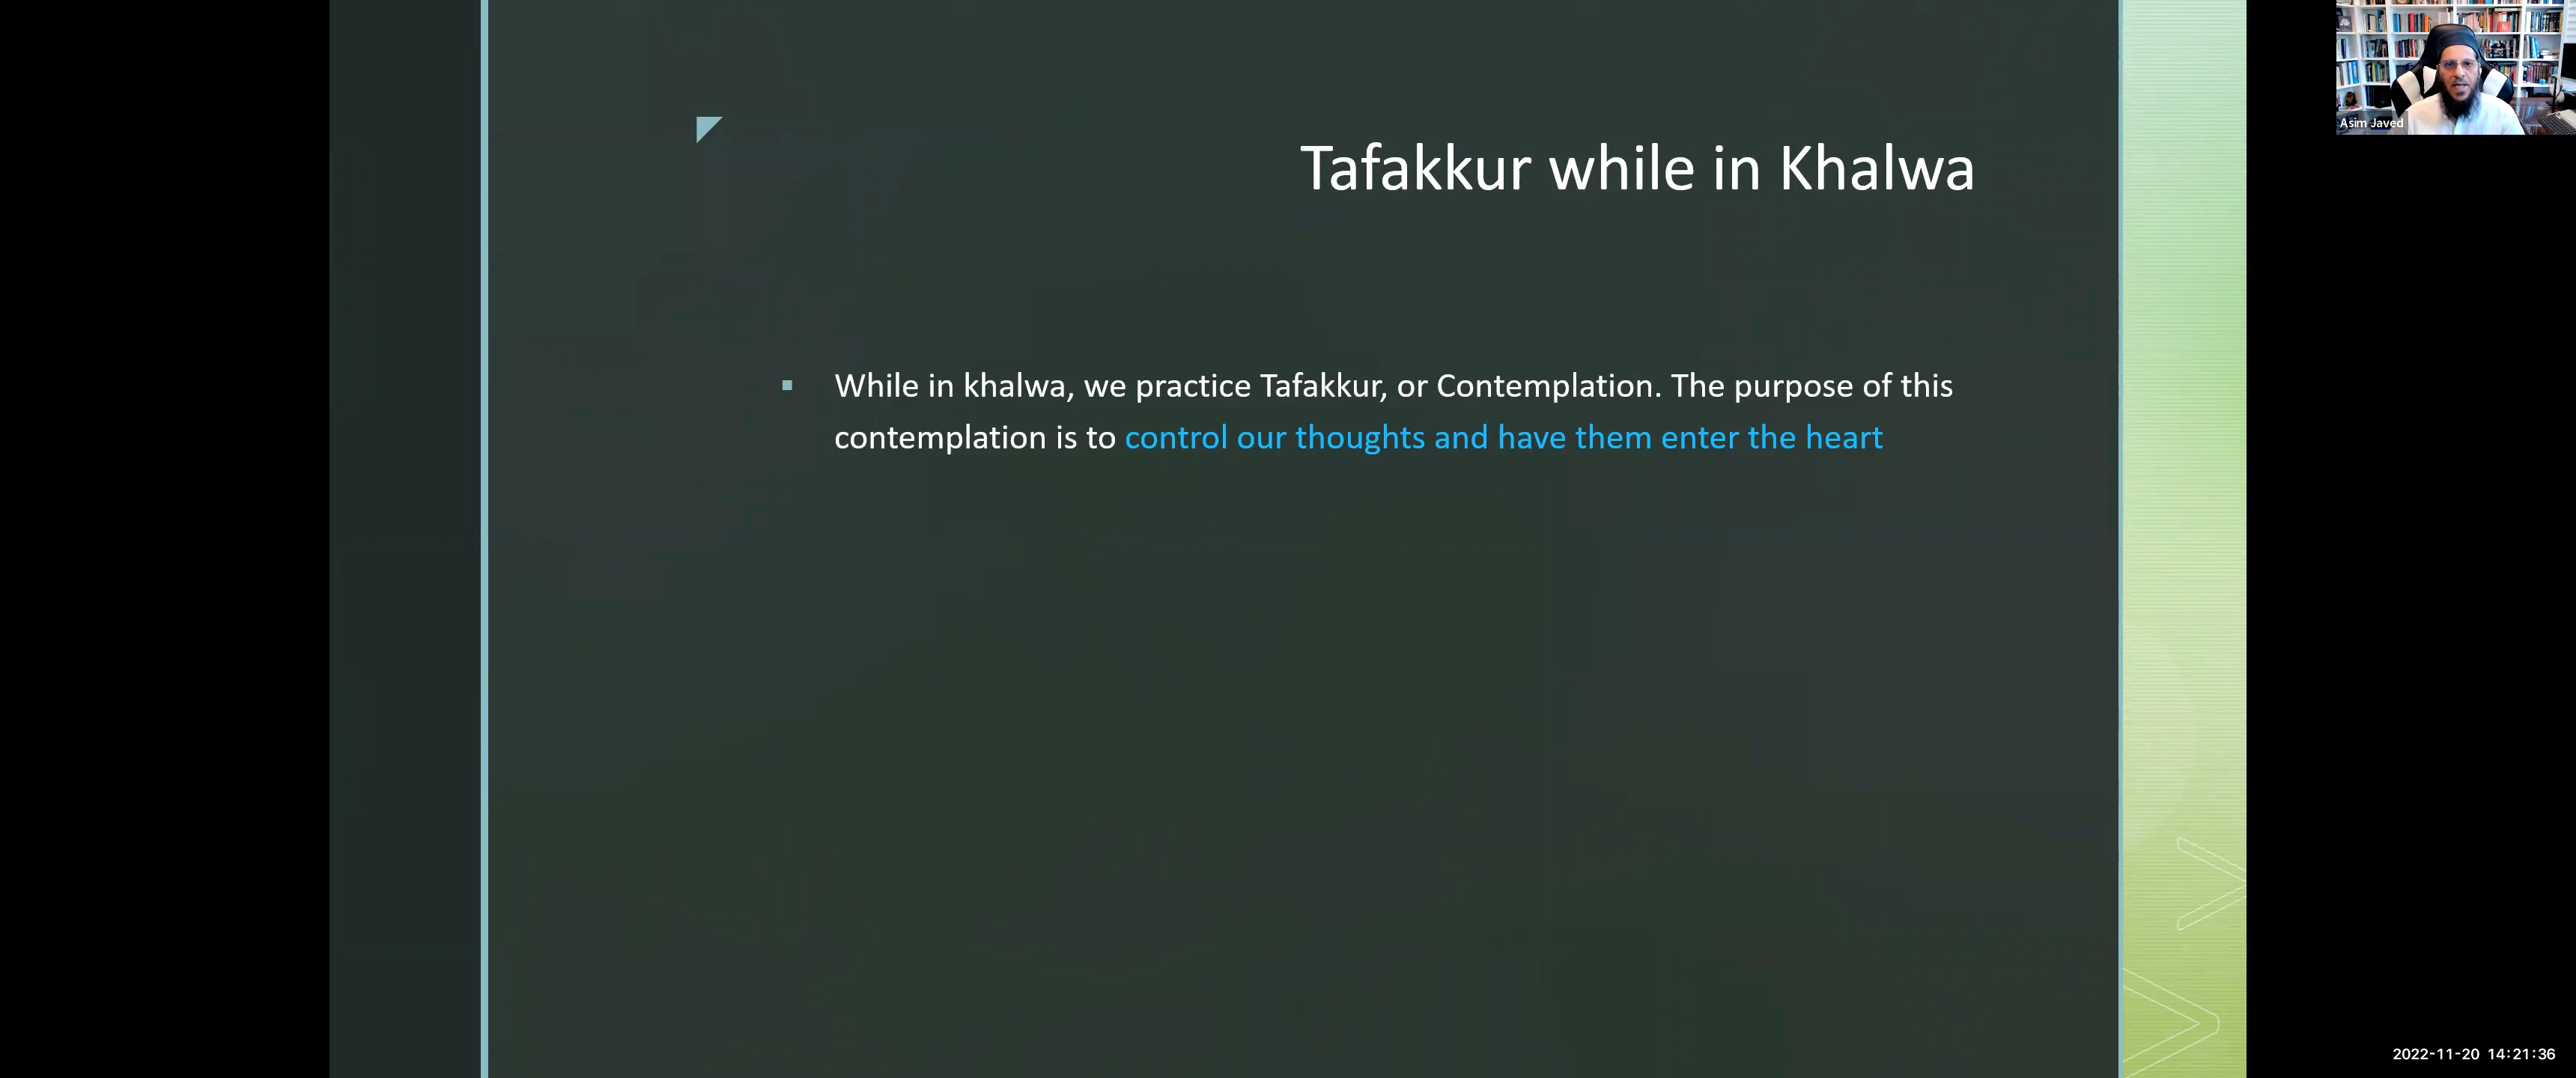 Tafakkur while in Khalwa
While in khalwa, we practice Tafakkur, or Contemplation. The purpose of this
contemplation is to control our thoughts and have them enter the heart
Asim Javed
2022-11-20 14:21:36